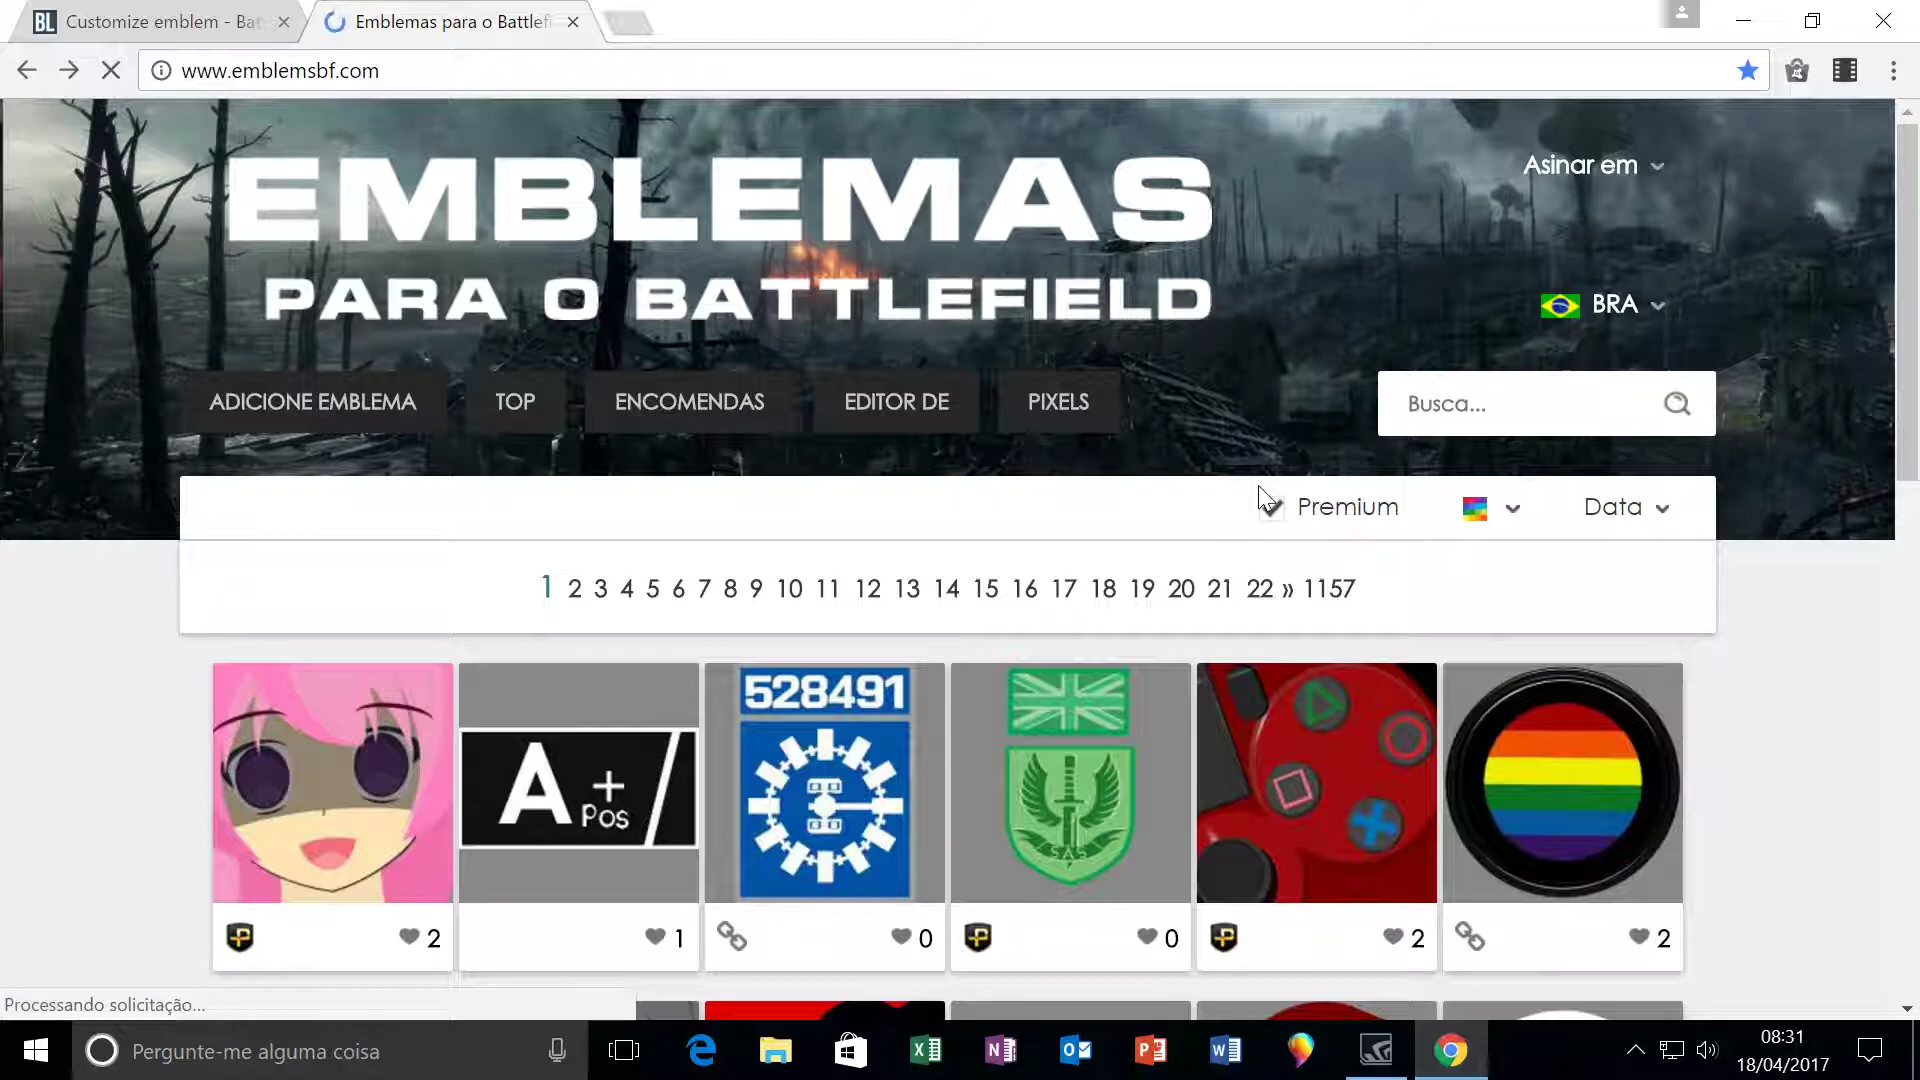 BL Customize emblem - Bat
Emblemas para o Battlefi
www.emblemsbf.com
EMBLEMAS
PARA O BATTLEFIELD
Asinar em
BRA
ADICIONE EMBLEMA TOP ENCOMENDAS EDITOR DE PIXELS
Busca...
Premium
Data
1 2 3 4 5 6 7 8 9 10 11 12 13 14 15 16 17 18 19 20 21 22 » 1157
A + Pos
528491
SAS
2 1 0 0 2 2
Processando solicitação...
Pergunte-me alguma coisa
08:31
18/04/2017